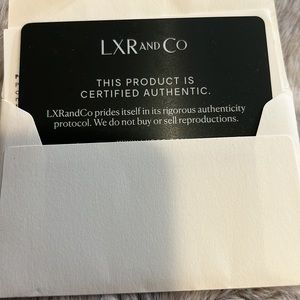 LXRANDCO
THIS PRODUCT IS
CERTIFIED AUTHENTIC.
LXRandCo prides itself in its rigorous authenticity
protocol. We do not buy or sell reproductions.